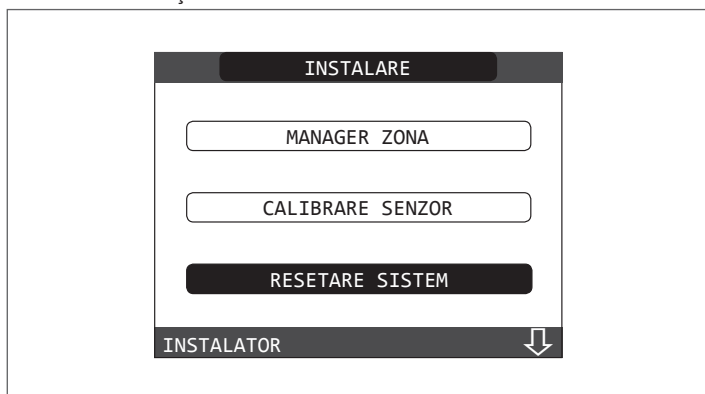 INSTALARE
MANAGER ZONA
CALIBRARE SENZOR
RESETARE SISTEM
INSTALATOR